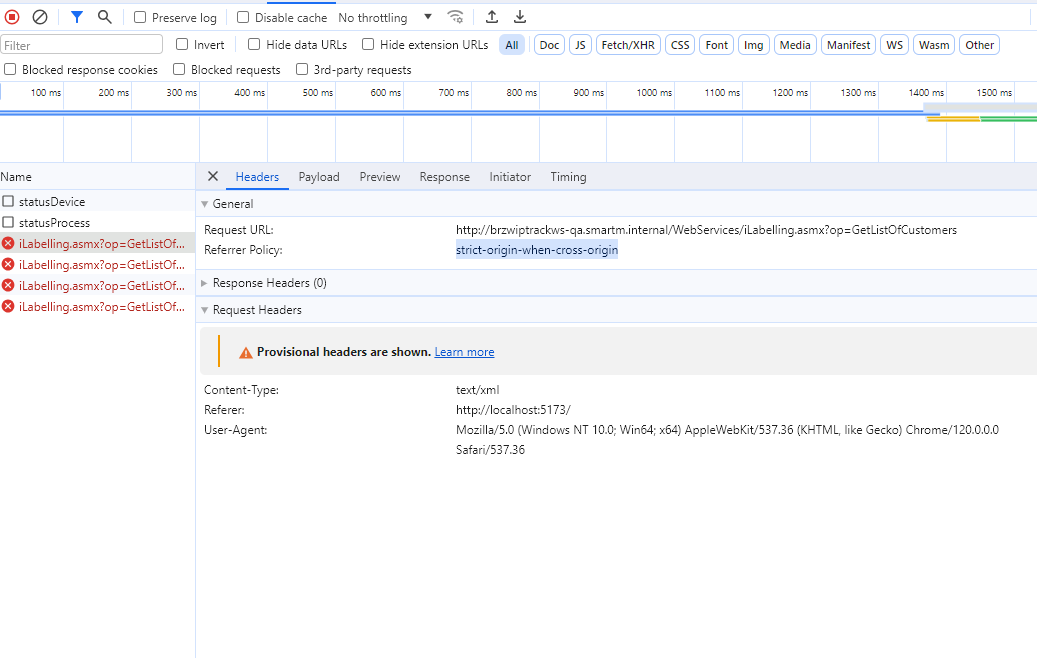 Preserve log Disable cache No throttling
Filter Invert Hide data URLs Hide extension URLs All Doc JS Fetch/XHR CSS Font Img Media Manifest WS Wasm Other
Blocked response cookies Blocked requests 3rd-party requests
100 ms 200 ms 300 ms 400 ms 500 ms 600 ms 700 ms 800 ms 900 ms 1000 ms 1100 ms 1200 ms 1300 ms 1400 ms 1500 ms
Name
statusDevice
statusProcess
iLabelling.asmx?op=GetListOf...
iLabelling.asmx?op=GetListOf...
iLabelling.asmx?op=GetListOf...
iLabelling.asmx?op=GetListOf...
Headers Payload Preview Response Initiator Timing
General
Request URL: http://brzwiptrackws-qa.smartm.internal/WebServices/iLabelling.asmx?op=GetListOfCustomers
Referrer Policy: strict-origin-when-cross-origin
Response Headers (0)
Request Headers
Provisional headers are shown. Learn more
Content-Type: text/xml
Referer: http://localhost:5173/
User-Agent: Mozilla/5.0 (Windows NT 10.0; Win64; x64) AppleWebKit/537.36 (KHTML, like Gecko) Chrome/120.0.0.0
Safari/537.36